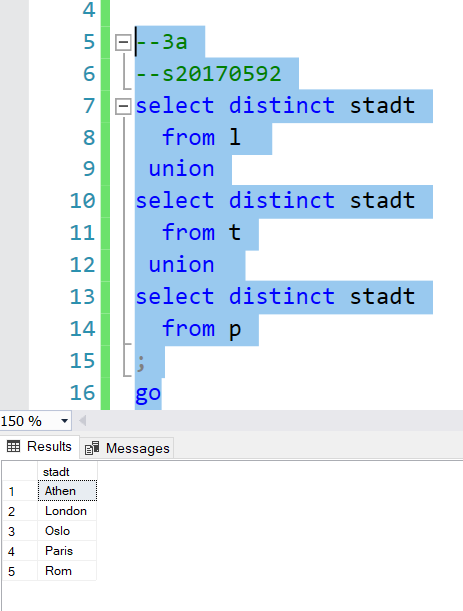 4
5 --3a
6 --s20170592
7 select distinct stadt
8 from l
9 union
10 select distinct stadt
11 from t
12 union
13 select distinct stadt
14 from p
15 ;
16 go
150 %
Results Messages
stadt
1 Athen
2 London
3 Oslo
4 Paris
5 Rom